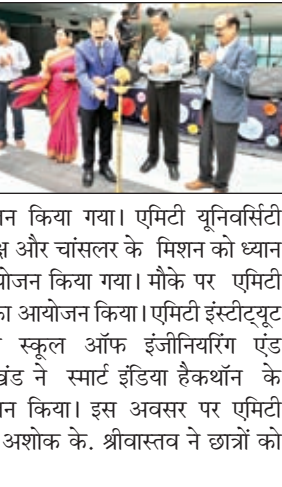 न किया गया। एमिटी यूनिवर्सिटी
और चांसलर के मिशन को ध्यान
योजन किया गया। मौके पर एमिटी
का आयोजन किया। एमिटी इंस्टीट्यूट
स्कूल ऑफ इंजीनियरिंग एंड
खंड ने स्मार्ट इंडिया हैकथॉन के
न किया। इस अवसर पर एमिटी
अशोक के. श्रीवास्तव ने छात्रों को